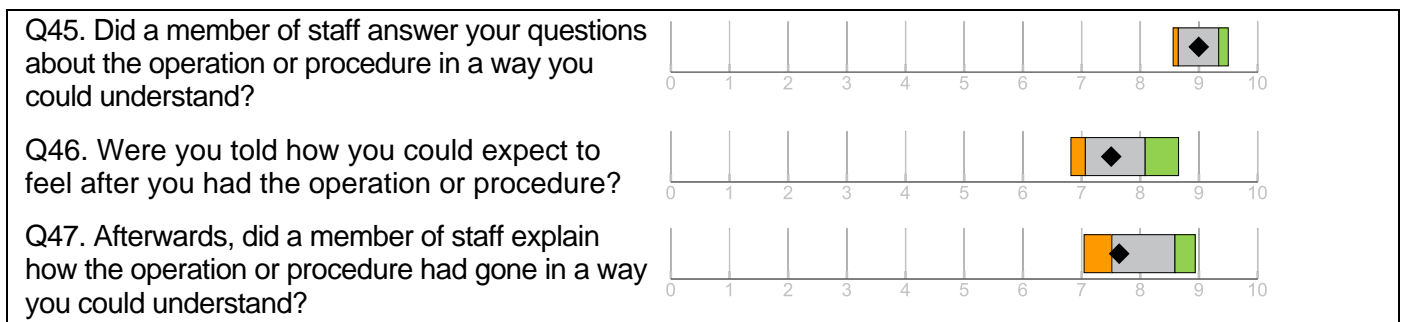 Q45. Did a member of staff answer your questions
about the operation or procedure in a way you
could understand?
0 1 2 3 4 5 6 7 8 9 10
Q46. Were you told how you could expect to
feel after you had the operation or procedure?
0 1 2 3 4 5 6 7 8 9 10
Q47. Afterwards, did a member of staff explain
how the operation or procedure had gone in a way
you could understand?
0 1 2 3 4 5 6 7 8 9 10